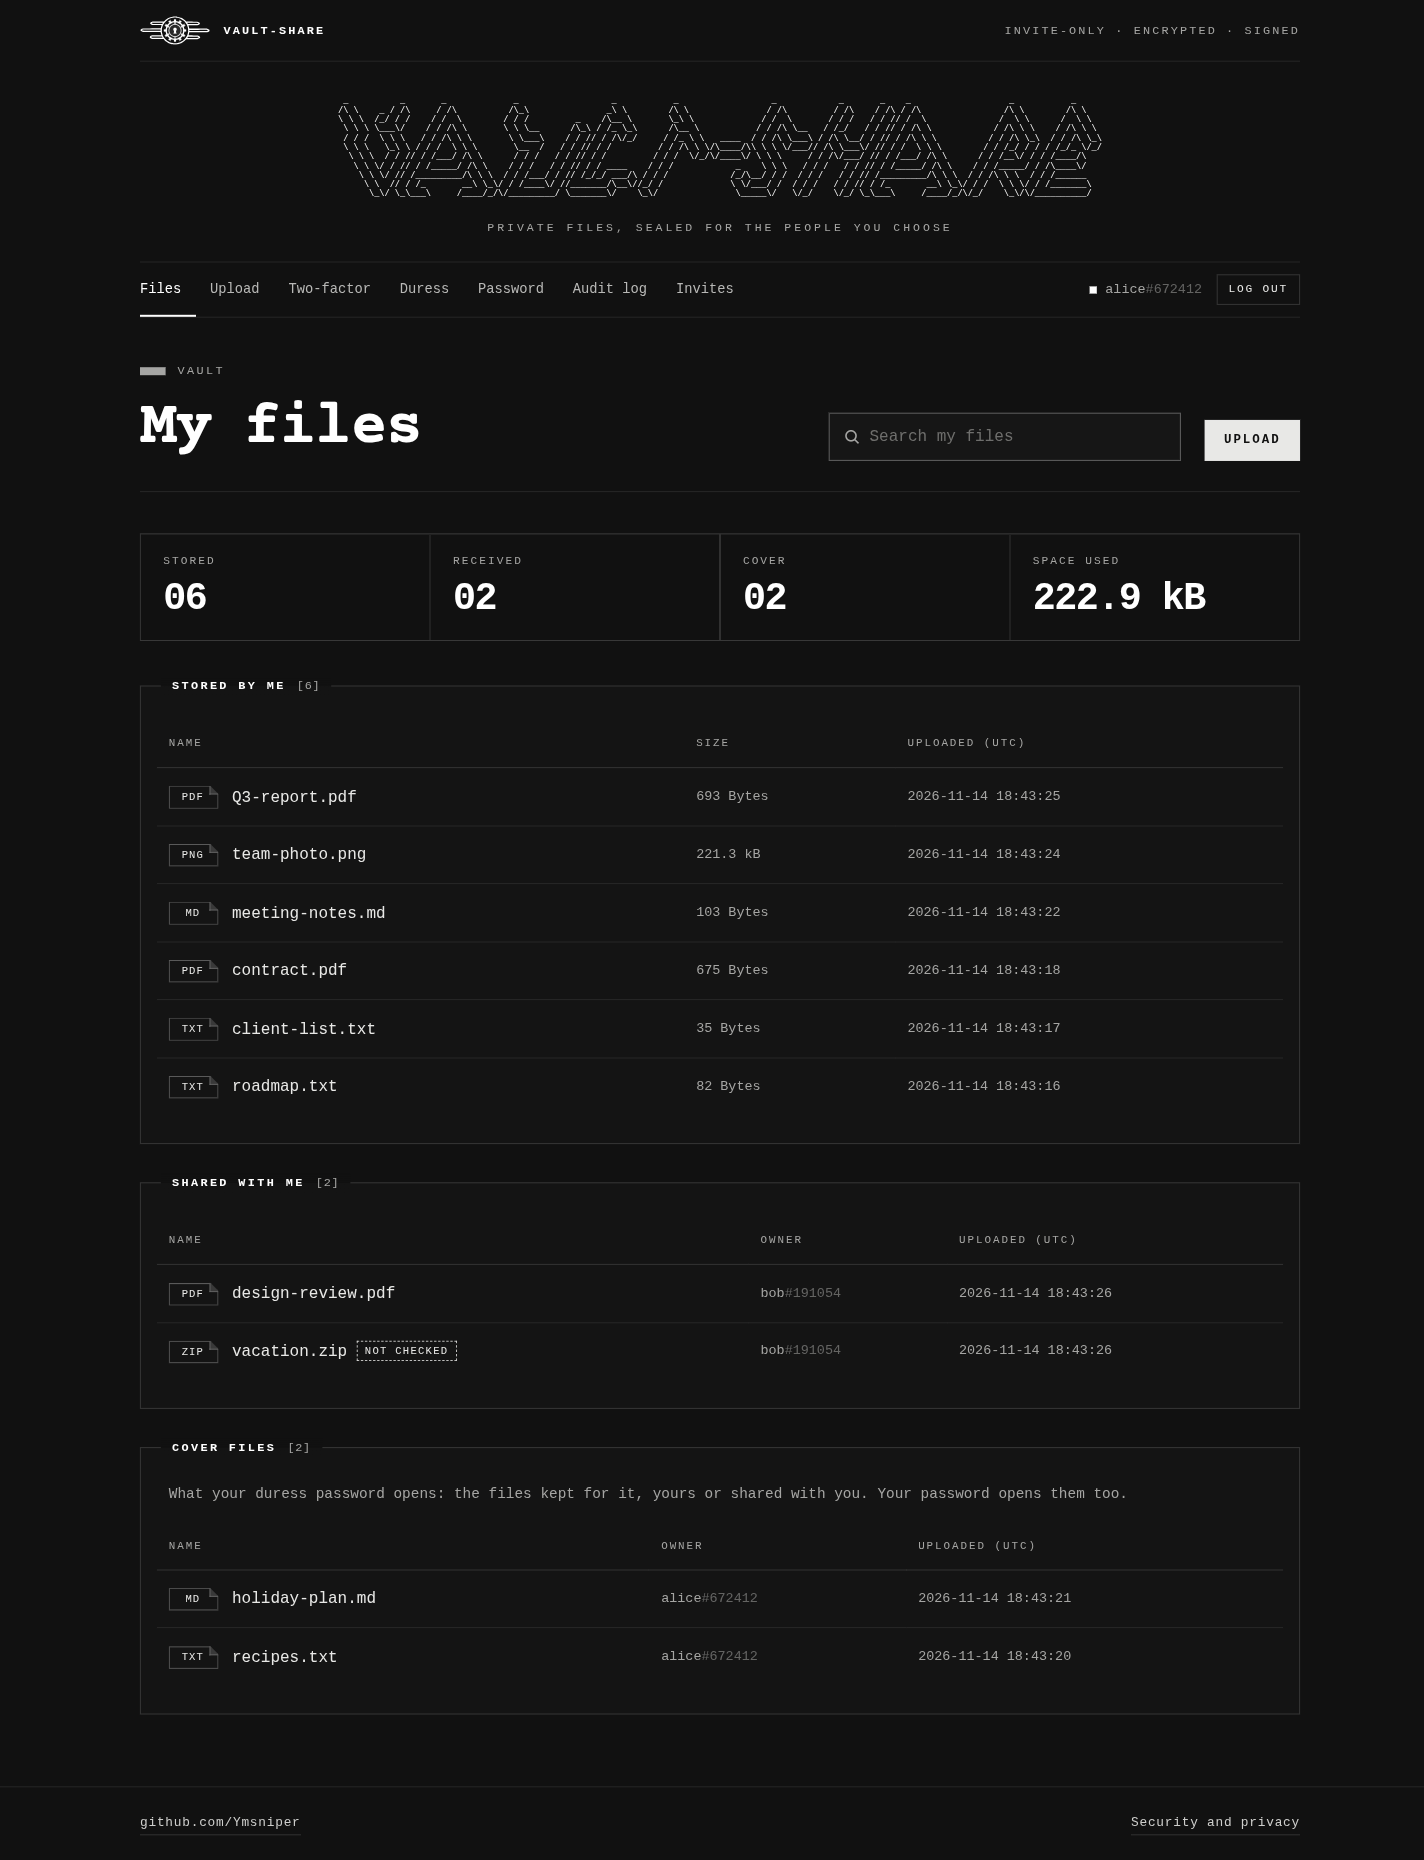 VAULT-SHARE
INVITE-ONLY · ENCRYPTED · SIGNED
VAULT-SHARE
PRIVATE FILES, SEALED FOR THE PEOPLE YOU CHOOSE
Files Upload Two-factor Duress Password Audit log Invites alice#672412 LOG OUT
VAULT
My files
Search my files
UPLOAD
STORED RECEIVED COVER SPACE USED
06 02 02 222.9 kB
STORED BY ME [6]
NAME SIZE UPLOADED (UTC)
PDF Q3-report.pdf 693 Bytes 2026-11-14 18:43:25
PNG team-photo.png 221.3 kB 2026-11-14 18:43:24
MD meeting-notes.md 103 Bytes 2026-11-14 18:43:22
PDF contract.pdf 675 Bytes 2026-11-14 18:43:18
TXT client-list.txt 35 Bytes 2026-11-14 18:43:17
TXT roadmap.txt 82 Bytes 2026-11-14 18:43:16
SHARED WITH ME [2]
NAME OWNER UPLOADED (UTC)
PDF design-review.pdf bob#191054 2026-11-14 18:43:26
ZIP vacation.zip NOT CHECKED bob#191054 2026-11-14 18:43:26
COVER FILES [2]
What your duress password opens: the files kept for it, yours or shared with you. Your password opens them too.
NAME OWNER UPLOADED (UTC)
MD holiday-plan.md alice#672412 2026-11-14 18:43:21
TXT recipes.txt alice#672412 2026-11-14 18:43:20
github.com/Ymsniper
Security and privacy